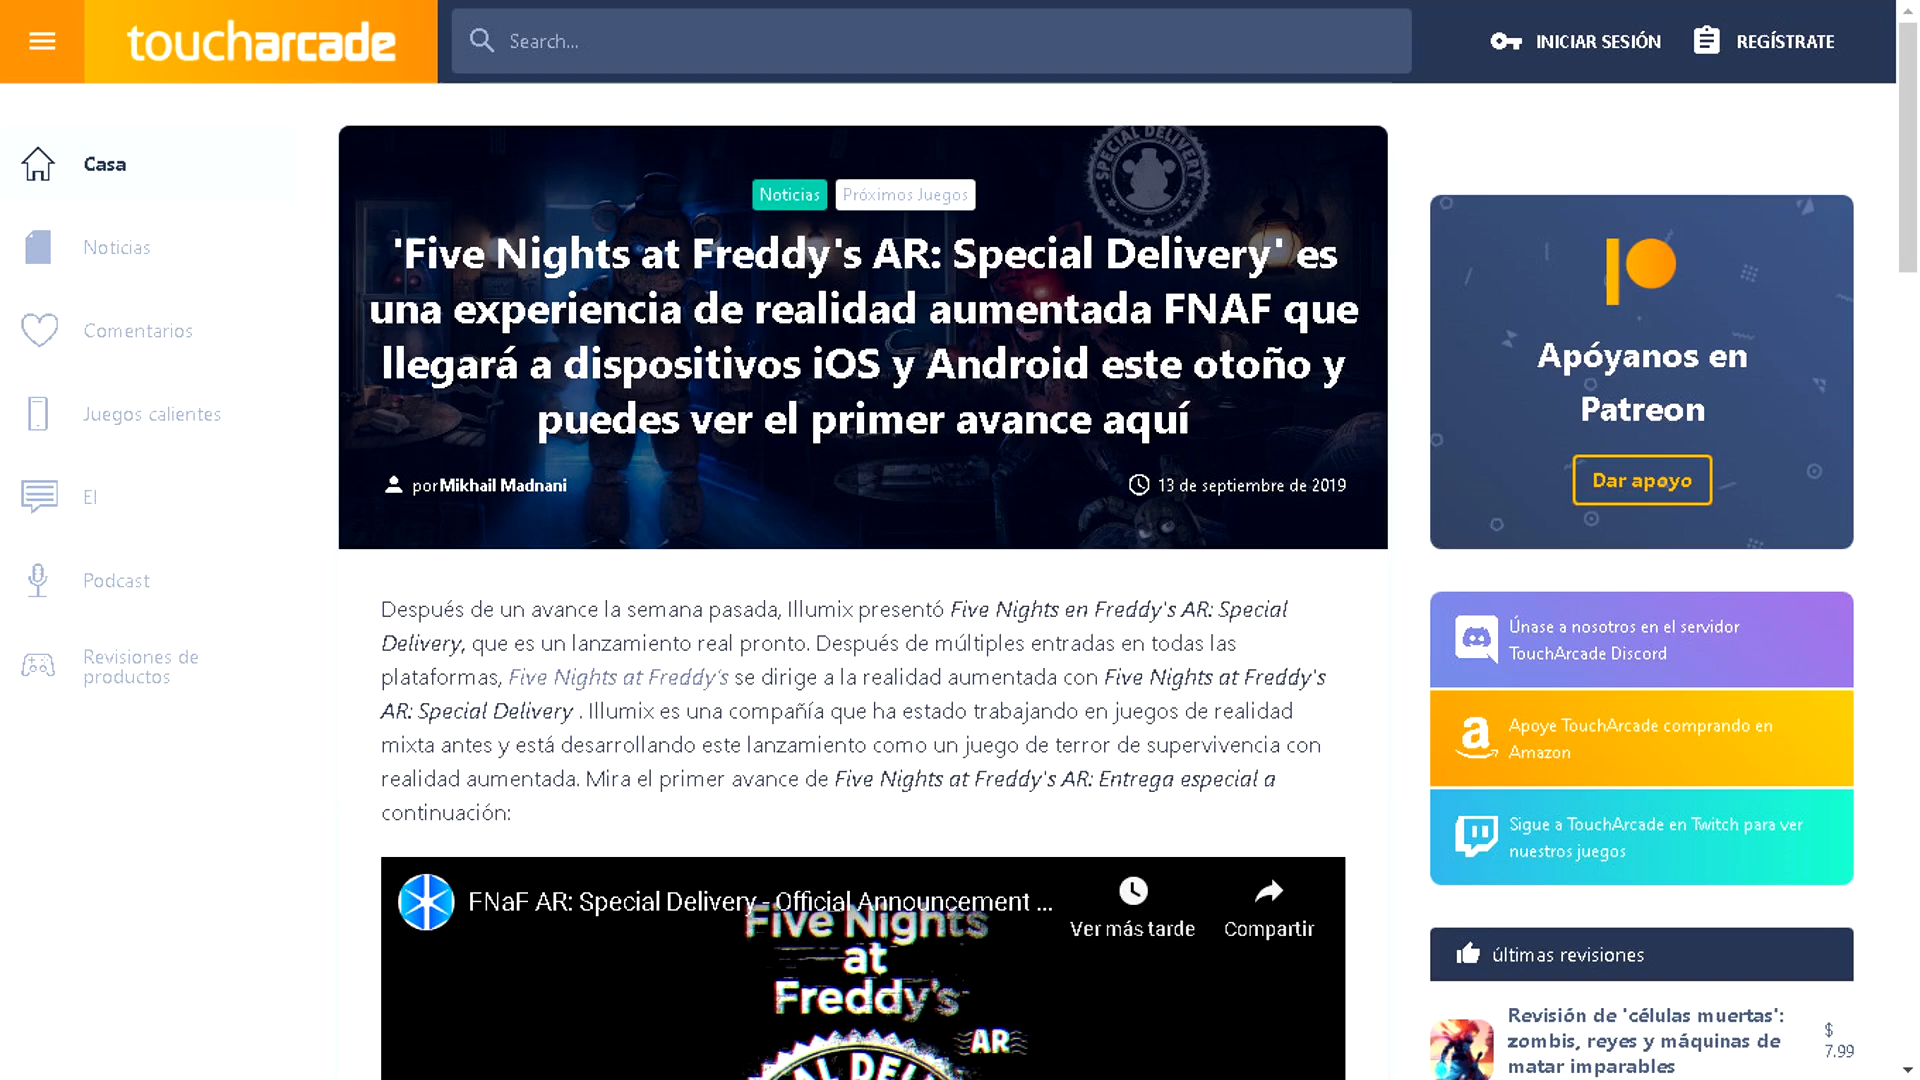 toucharcade
Search...
INICIAR SESIÓN
REGÍSTRATE
Casa
Noticias
Comentarios
Juegos calientes
El
Podcast
Revisiones de
productos
SPECIAL DELIVERY
Noticias
Próximos Juegos
'Five Nights at Freddy's AR: Special Delivery' es
una experiencia de realidad aumentada FNAF que
llegará a dispositivos iOS y Android este otoño y
puedes ver el primer avance aquí
por Mikhail Madnani
13 de septiembre de 2019
Después de un avance la semana pasada, Illumix presentó Five Nights en Freddy's AR: Special
Delivery, que es un lanzamiento real pronto. Después de múltiples entradas en todas las
plataformas, Five Nights at Freddy's se dirige a la realidad aumentada con Five Nights at Freddy's
AR: Special Delivery . Illumix es una compañía que ha estado trabajando en juegos de realidad
mixta antes y está desarrollando este lanzamiento como un juego de terror de supervivencia con
realidad aumentada. Mira el primer avance de Five Nights at Freddy's AR: Entrega especial a
continuación:
FNaF AR: Special Delivery - Official Announcement ...
Ver más tarde
Compartir
Five Nights
at
Freddy's
AR
Apóyanos en
Patreon
Dar apoyo
Únase a nosotros en el servidor
TouchArcade Discord
Apoye TouchArcade comprando en
Amazon
Sigue a TouchArcade en Twitch para ver
nuestros juegos
últimas revisiones
Revisión de 'células muertas':
zombis, reyes y máquinas de
matar imparables
$
7.99